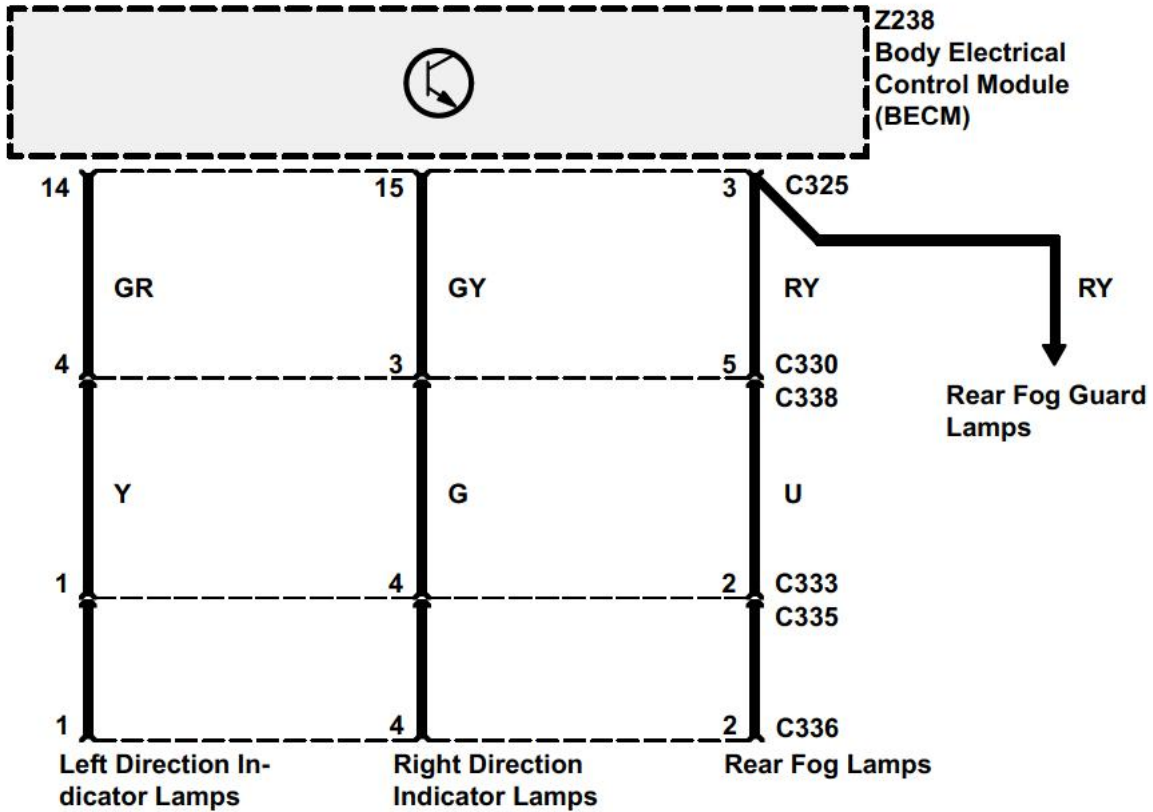 Z238
Body Electrical
Control Module
(BECM)
14
15
3
C325
GR
GY
RY
RY
4
3
5
C330
C338
Rear Fog Guard
Lamps
Y
G
U
1
4
2
C333
C335
1
4
2
C336
Left Direction In-
dicator Lamps
Right Direction
Indicator Lamps
Rear Fog Lamps